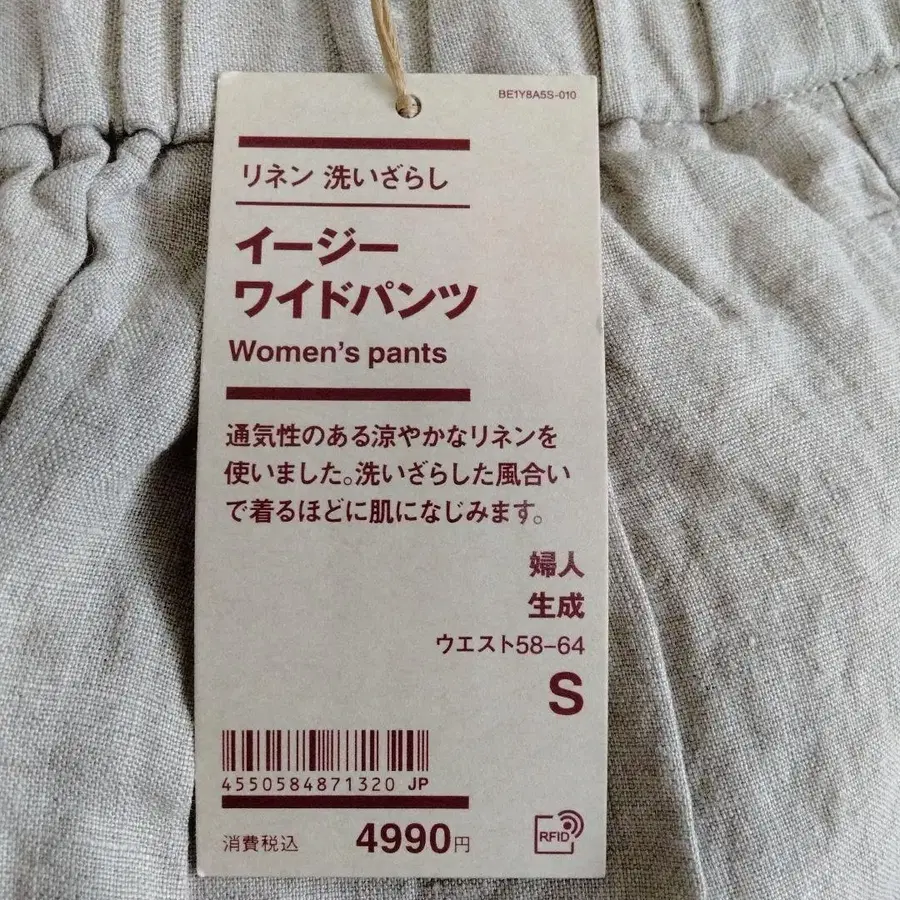 BE1Y8A5S-010
リネン 洗いざらし
イージー
ワイドパンツ
Women's pants
通気性のある涼やかなリネンを
使いました。洗いざらした風合い
で着るほどに肌になじみます。
婦人
生成
ウエスト58-64
S
4550584871320 JP
消費税込 4990円
RFID